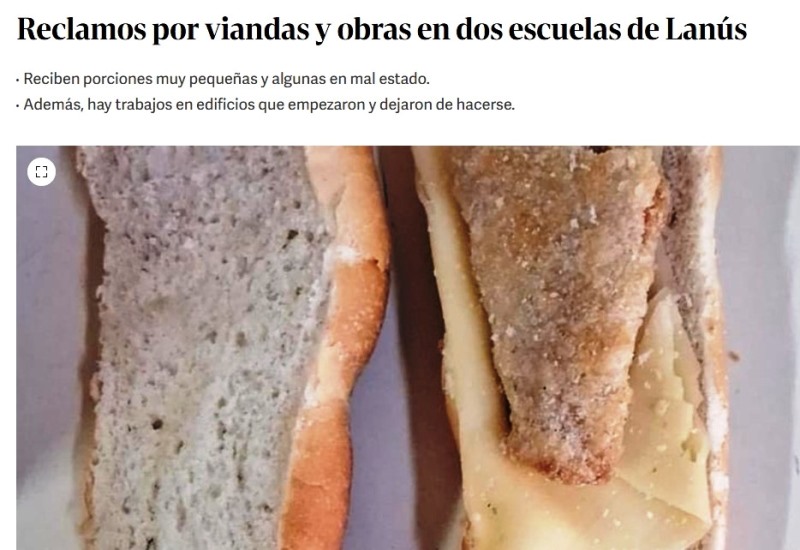 Reclamos por viandas y obras en dos escuelas de Lanús
· Reciben porciones muy pequeñas y algunas en mal estado.
· Además, hay trabajos en edificios que empezaron y dejaron de hacerse.